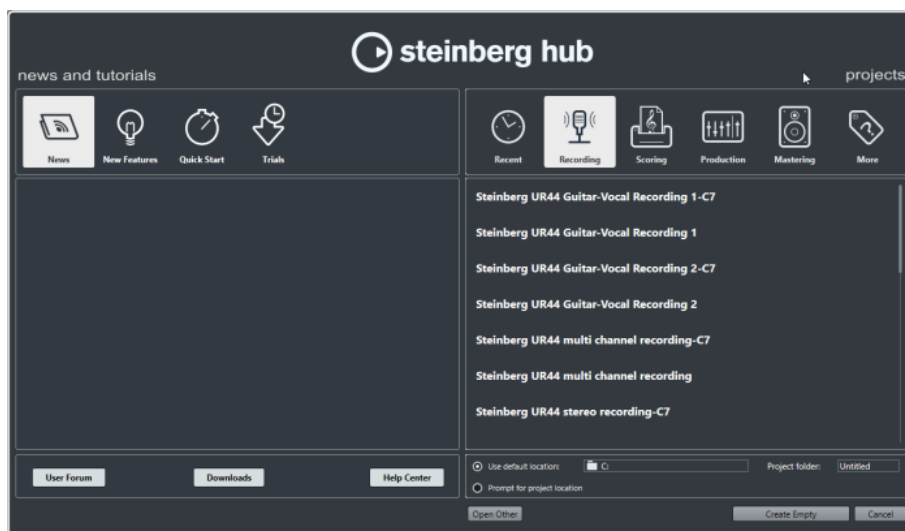 steinberg hub
news and tutorials
projects
News
New Features
Quick Start
Trials
Recent
Recording
Scoring
Production
Mastering
More
Steinberg UR44 Guitar-Vocal Recording 1-C7
Steinberg UR44 Guitar-Vocal Recording 1
Steinberg UR44 Guitar-Vocal Recording 2-C7
Steinberg UR44 Guitar-Vocal Recording 2
Steinberg UR44 multi channel recording-C7
Steinberg UR44 multi channel recording
Steinberg UR44 stereo recording-C7
User Forum
Downloads
Help Center
Use default location:
C:
Project folder:
Untitled
Prompt for project location
Open Other
Create Empty
Cancel